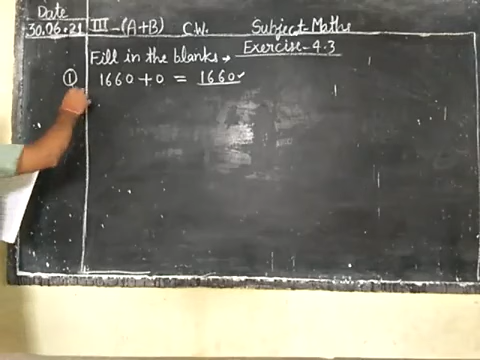 Date
30.06.21 III-(A+B) C.W. Subject-Maths
Fill in the blanks → Exercise-4.3
① 1660+0 = 1660✓